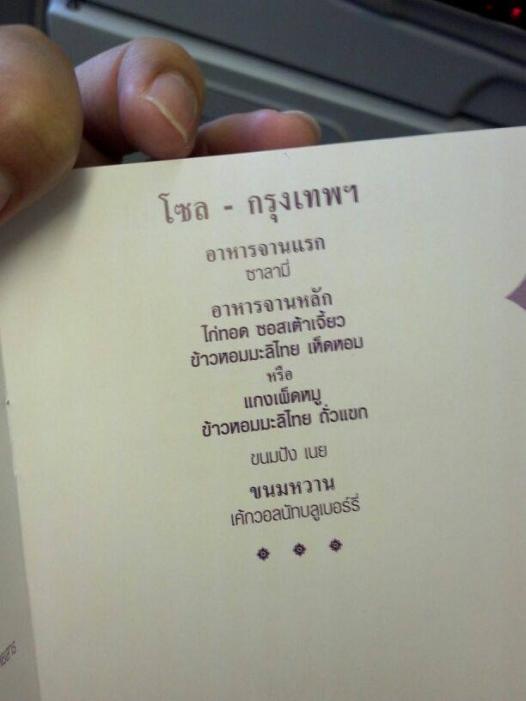 โซล - กรุงเทพฯ
อาหารจานแรก
ซาลามี่
อาหารจานหลัก
ไก่ทอด ซอสเต้าเจี้ยว
ข้าวหอมมะลิไทย เห็ดหอม
หรือ
แกงเผ็ดหมู
ข้าวหอมมะลิไทย ถั่วแขก
ขนมปัง เนย
ขนมหวาน
เค้กวอลนัทบลูเบอร์รี่